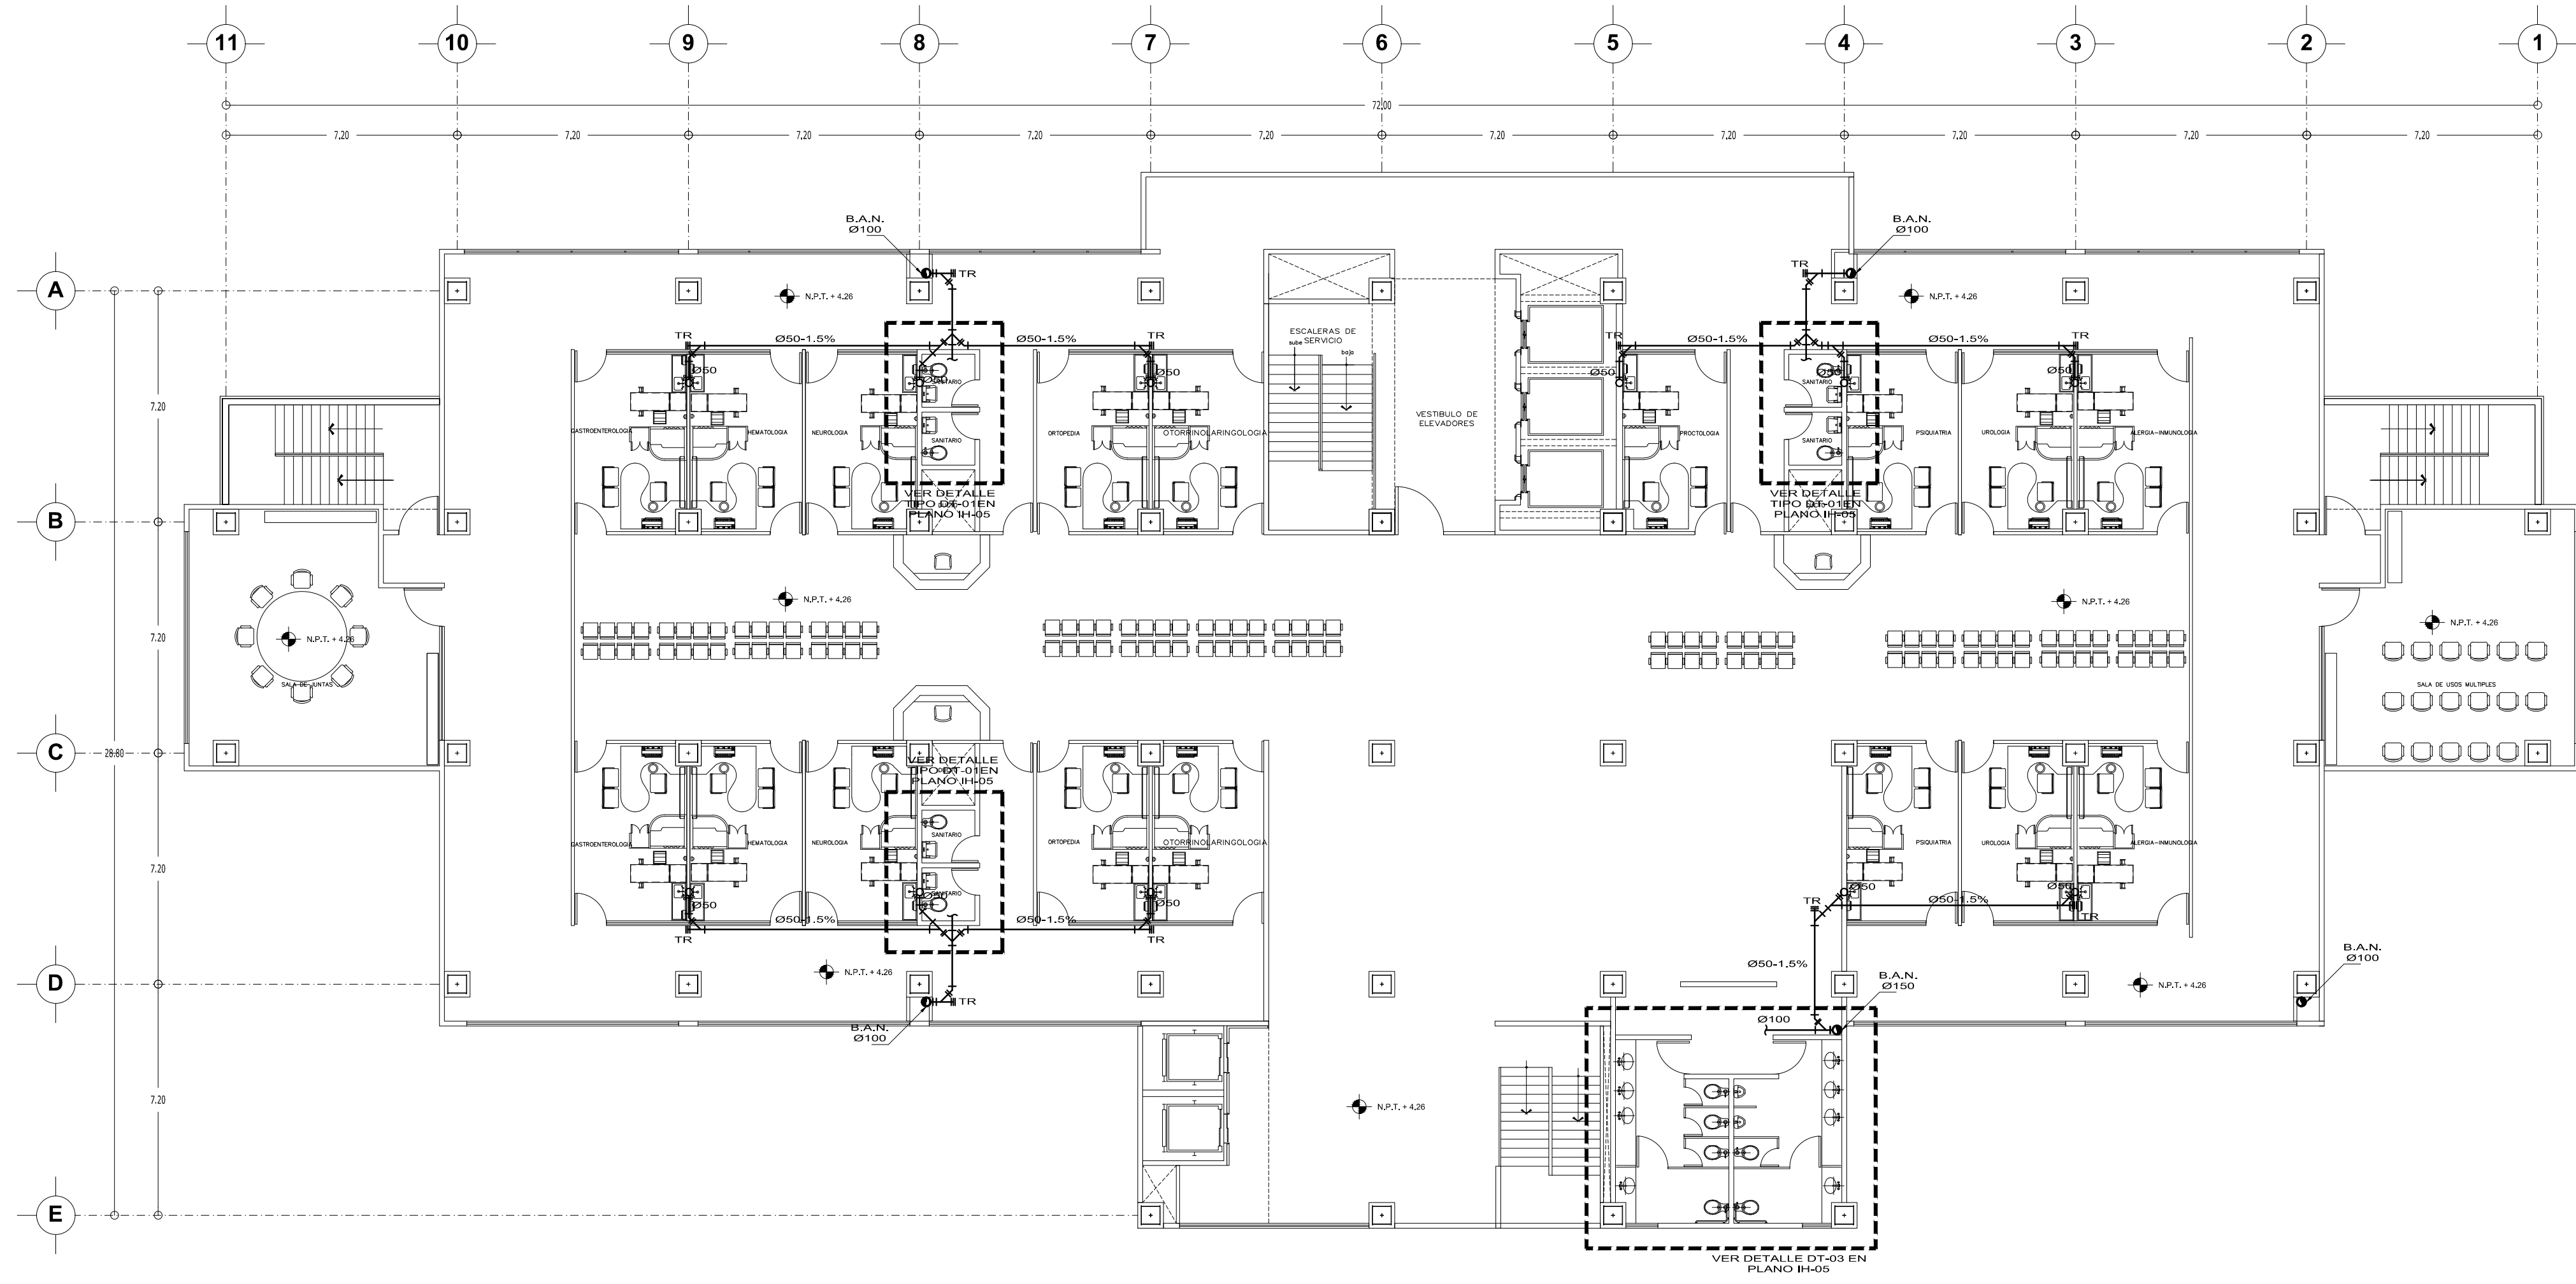 11 10 9 8 7 6 5 4 3 2 1
72.00
7.20 7.20 7.20 7.20 7.20 7.20 7.20 7.20 7.20 7.20
B.A.N.
Ø100
B.A.N.
Ø100
TR
TR
A
N.P.T. + 4.26
N.P.T. + 4.26
ESCALERAS DE
SERVICIO
sube
baja
TR
Ø50-1.5%
Ø50-1.5%
TR
TR
Ø50-1.5%
Ø50-1.5%
TR
Ø50
Ø50
Ø50
Ø50
Ø50
Ø50
SANITARIO
SANITARIO
7.20
VESTIBULO DE
ELEVADORES
GASTROENTEROLOGIA
HEMATOLOGIA
NEUROLOGIA
SANITARIO
ORTOPEDIA
OTORRINOLARINGOLOGIA
PROCTOLOGIA
SANITARIO
PSIQUIATRIA
UROLOGIA
ALERGIA-INMUNOLOGIA
VER DETALLE
TIPO DT-01EN
PLANO IH-05
VER DETALLE
TIPO DT-01EN
PLANO IH-05
B
N.P.T. + 4.26
N.P.T. + 4.26
N.P.T. + 4.26
N.P.T. + 4.26
7.20
SALA DE JUNTAS
SALA DE USOS MULTIPLES
C
28.80
VER DETALLE
TIPO DT-01EN
PLANO IH-05
SANITARIO
GASTROENTEROLOGIA
HEMATOLOGIA
NEUROLOGIA
ORTOPEDIA
OTORRINOLARINGOLOGIA
PSIQUIATRIA
UROLOGIA
ALERGIA-INMUNOLOGIA
7.20
SANITARIO
Ø50
Ø50
Ø50
Ø50
Ø50
TR
Ø50-1.5%
Ø50-1.5%
TR
TR
Ø50-1.5%
TR
N.P.T. + 4.26
Ø50-1.5%
B.A.N.
Ø150
B.A.N.
Ø100
D
N.P.T. + 4.26
TR
B.A.N.
Ø100
Ø100
7.20
N.P.T. + 4.26
E
VER DETALLE DT-03 EN
PLANO IH-05